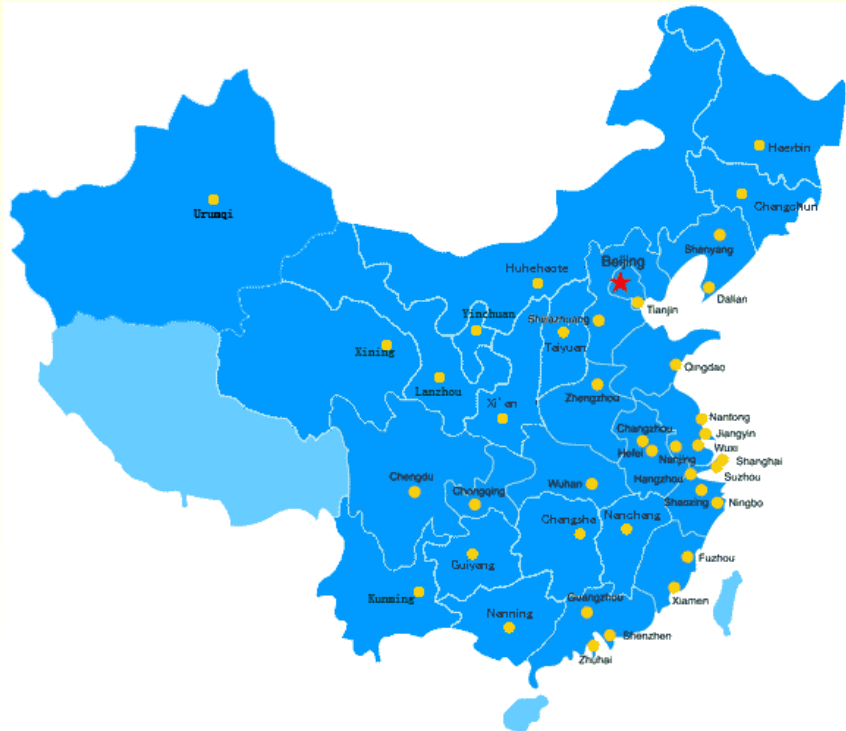 Haerbin
Changchun
Urumqi
Shenyang
Beijing
Huhehaote
Dalian
Tianjin
Yinchuan
Shijiazhuang
Taiyuan
Xining
Qingdao
Lanzhou
Zhengzhou
Xi'an
Nantong
Changzhou
Jiangyin
Wuxi
Hefei
Nanjing
Shanghai
Chengdu
Suzhou
Hangzhou
Wuhan
Chongqing
Shaoxing
Ningbo
Changsha
Nanchang
Fuzhou
Guiyang
Kunming
Guangzhou
Xiamen
Nanning
Shenzhen
Zhuhai